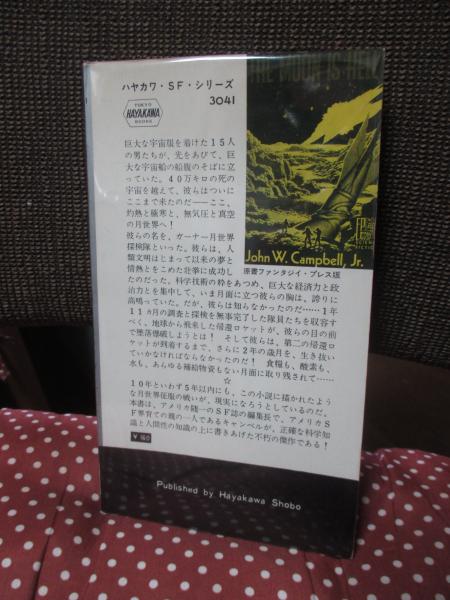 ハヤカワ・SF・シリーズ
3041
TOKYO
HAYAKAWA
BOOKS
THE MOON IS HELL
John W. Campbell, Jr.
原書ファンタジイ・プレス版
巨大な宇宙服を着けた15人
の男たちが、光をあびて、巨
大な宇宙船の船腹のそばに立
っていた。40万キロの死の
宇宙を越えて、彼らはついに
ここまで来たのだ――ここ、
灼熱と極寒と、無気圧と真空
の月世界へ!
彼らの名を、ガーナー月世界
探検隊といった。彼らは、人
類文明はじまって以来の夢と
情熱とをこめた壮挙に成功し
たのだった。科学技術の粋をあつめ、巨大な経済力と政
治力とを集中して、いま月面に立つ彼らの胸は、誇りに
高鳴っていた。だが、彼らは知らなかったのだ……1年
11カ月の調査と探検を無事完了した隊員たちを収容す
べく、地球から飛来した帰還ロケットが、彼らの目の前
で墜落爆破しようとは! そして彼らは、第二の帰還ロ
ケットが到着するまで、さらに2年の歳月を、生き抜い
ていかなければならなかったのだ! 食糧も、酸素も、
水も、あらゆる補給物資もない月面に取り残されて……
☆
10年といわず5年以内にも、この小説に描かれたよう
な月世界征服の戦いが、現実になろうとしているのだ。
本書は、アメリカ随一のSF誌の編集長で、アメリカS
F界育ての親の一人であるキャンベルが、正確な科学知
識と人間性の知識の上に書きあげた不朽の傑作である!
Published by Hayakawa Shobo